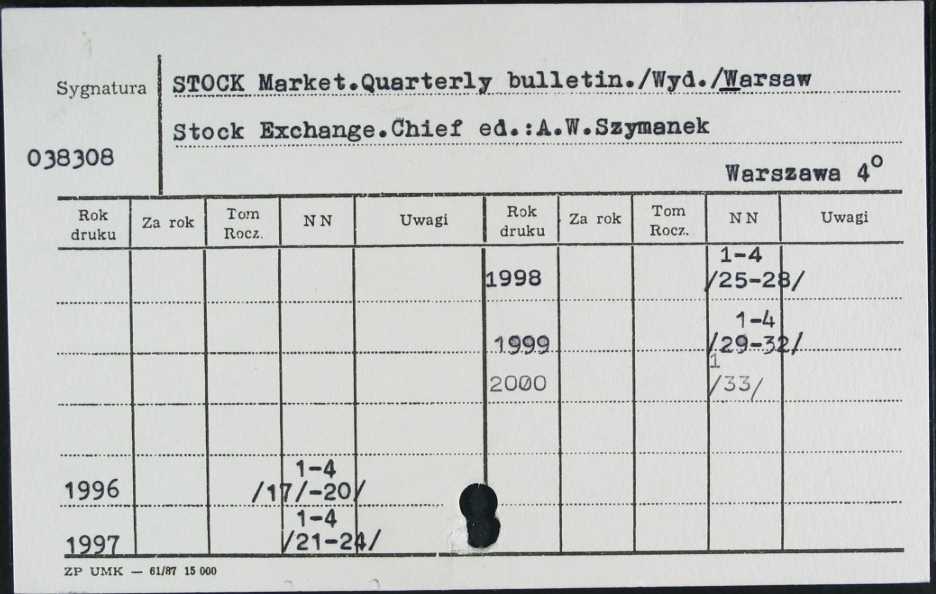 Sygnatura
STOCK Market.Quarterly bulletin./Wyd./Warsaw
Stock Exchange.Chief ed.:A.W.Szymanek
038308
Warszawa 4°
Rok druku Za rok Tom Rocz. NN Uwagi Rok druku Za rok Tom Rocz. NN Uwagi
1-4
1998 /25-28/
1-4
1999 /29-32/
1
2000 /33/
1-4
1996 /17/-20/
1-4
1997 /21-24/
ZP UMK — 61/87 15 000